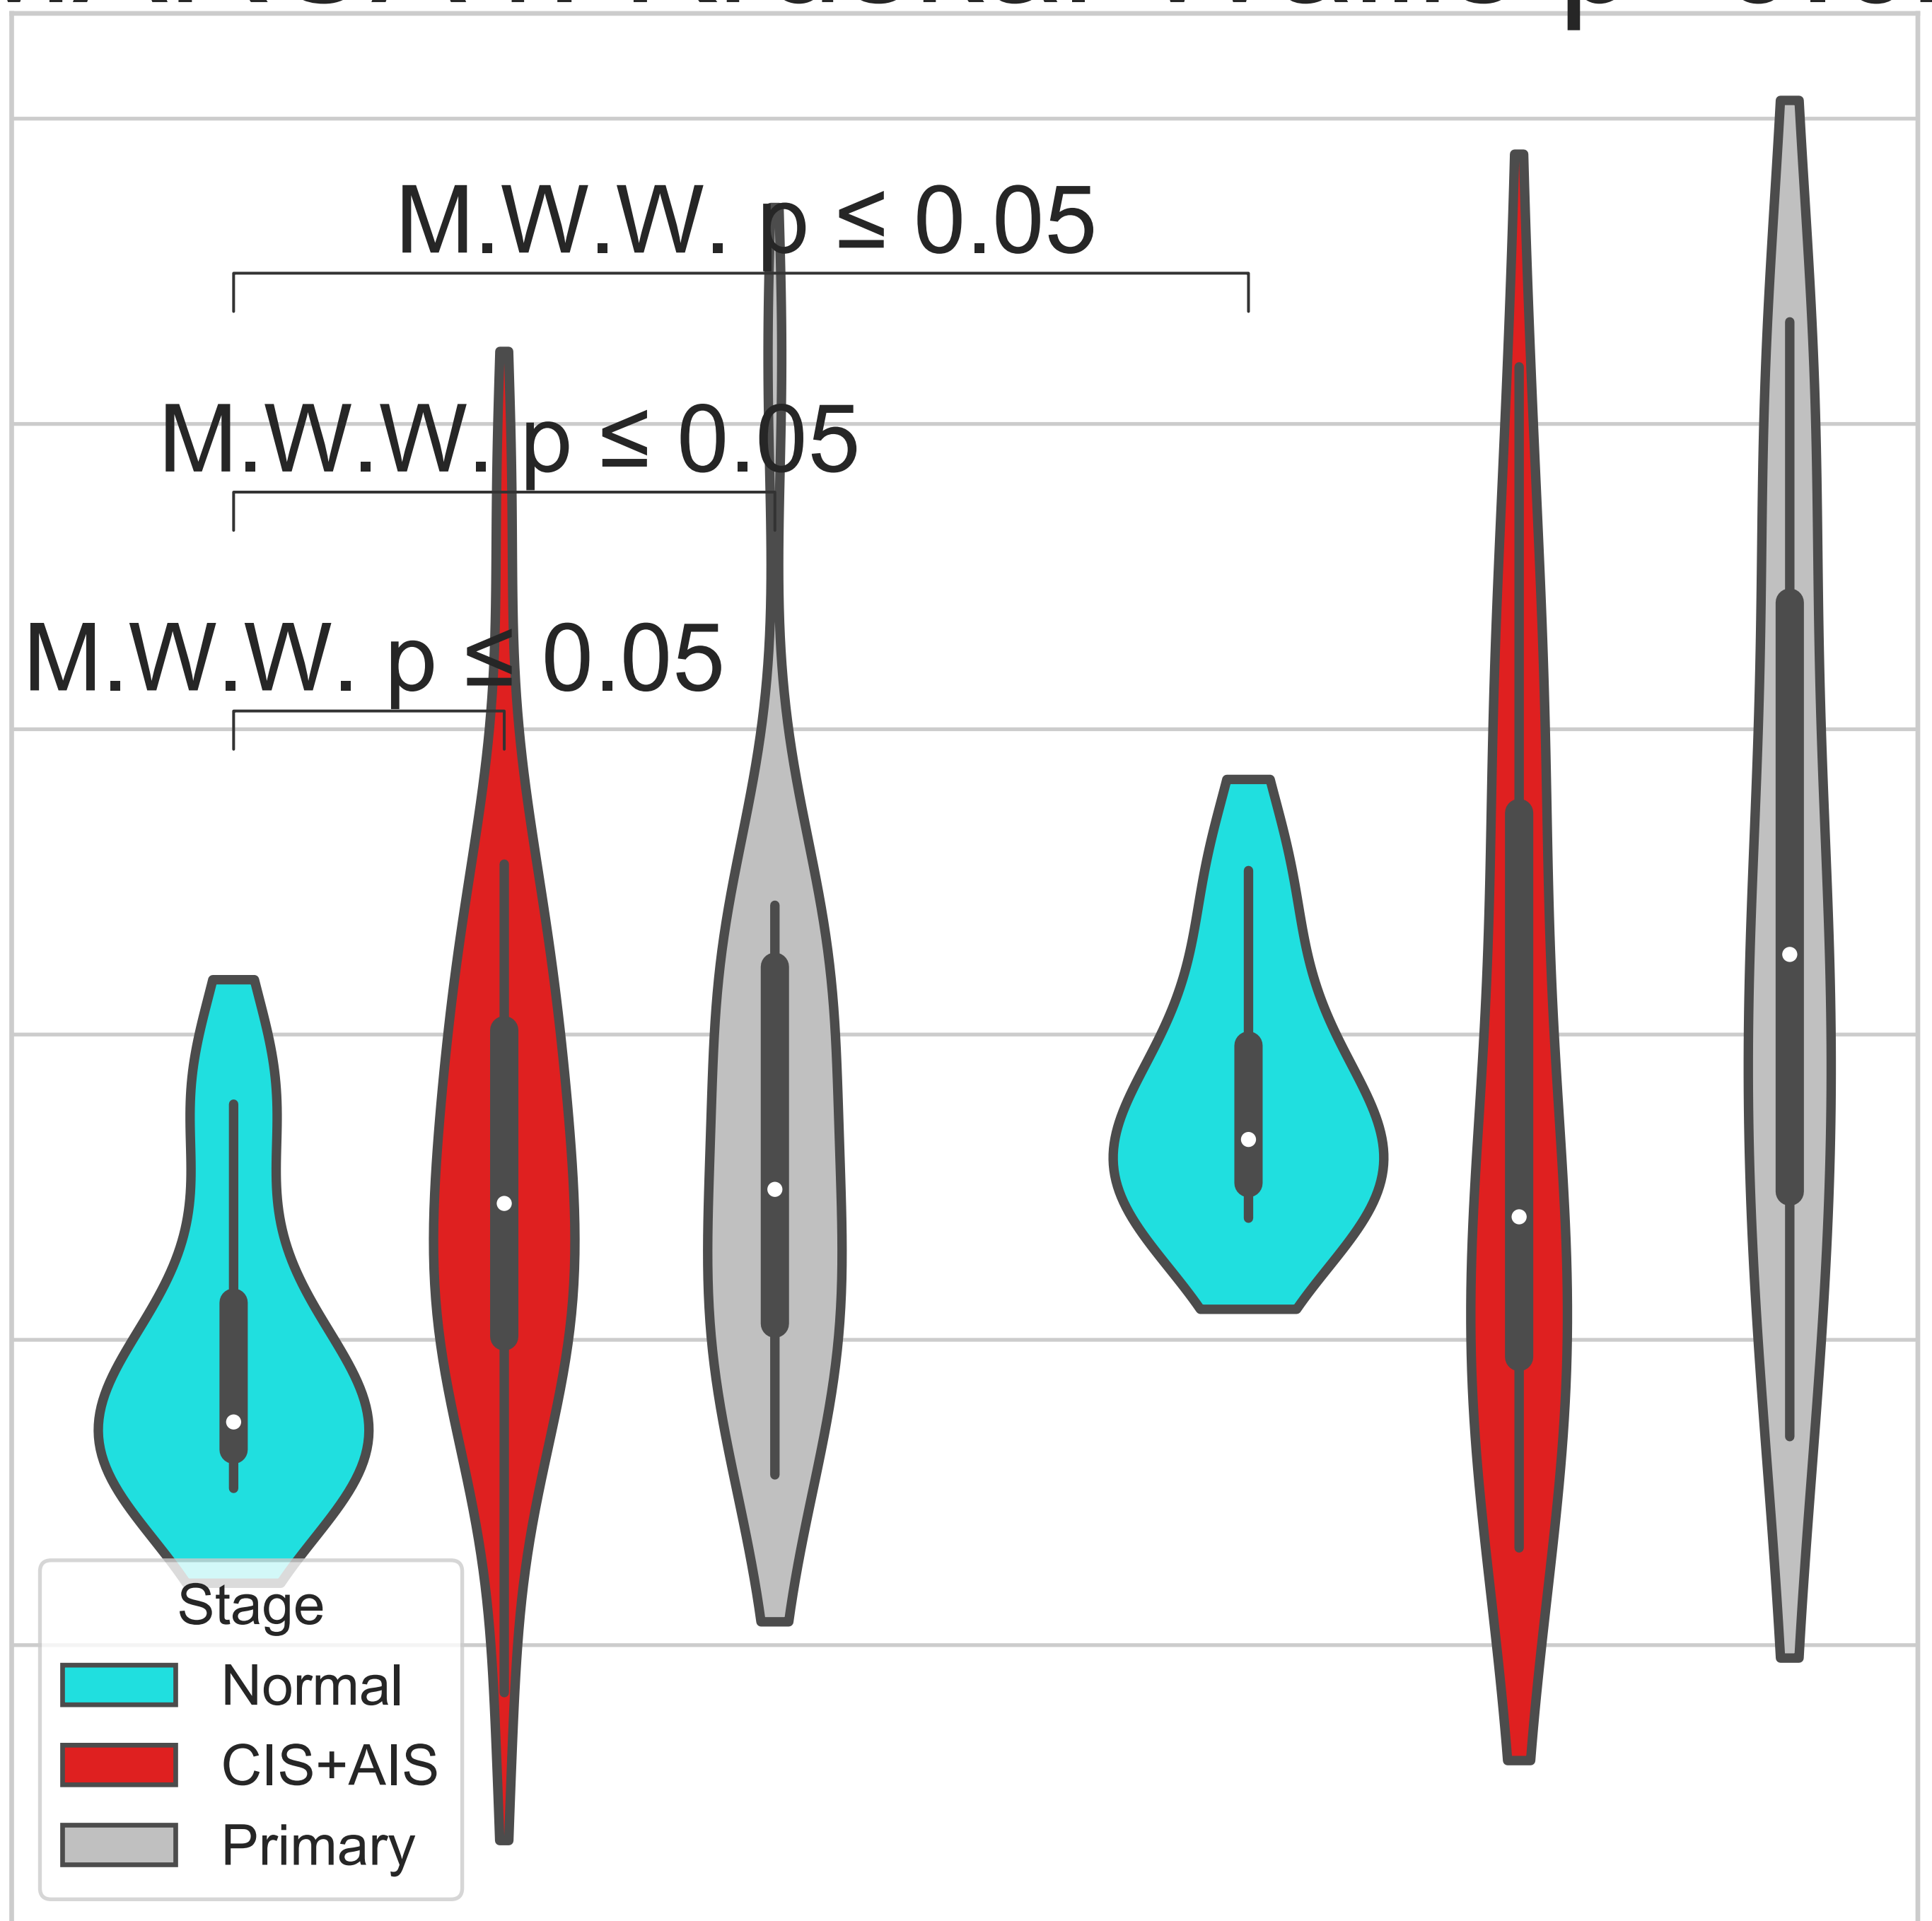 M.W.W. p ≤ 0.05
M.W.W. p ≤ 0.05
M.W.W. p ≤ 0.05
Stage
Normal
CIS+AIS
Primary